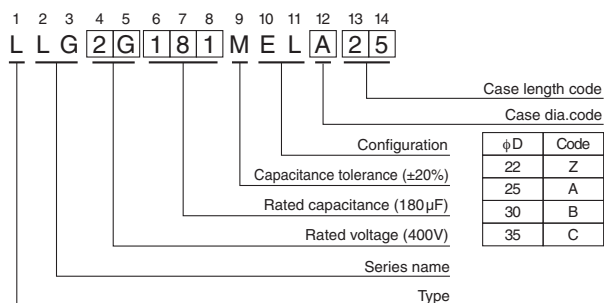 1 2 3 4 5 6 7 8 9 10 11 12 13 14
L L G 2 G 1 8 1 M E L A 2 5
Case length code
Case dia.code
Configuration
Capacitance tolerance (±20%)
Rated capacitance (180µF)
Rated voltage (400V)
Series name
Type
ϕD Code
22 Z
25 A
30 B
35 C